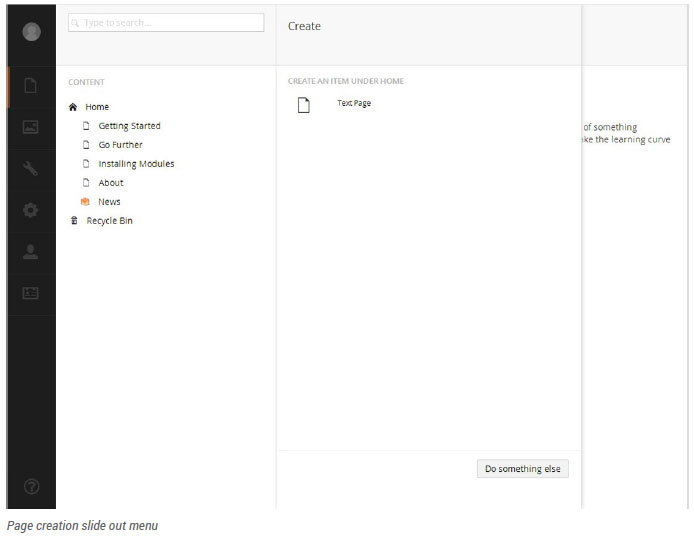 Type to search...
Create
CONTENT
Home
Getting Started
Go Further
Installing Modules
About
News
Recycle Bin
CREATE AN ITEM UNDER HOME
Text Page
of something
ke the learning curve
Do something else
Page creation slide out menu